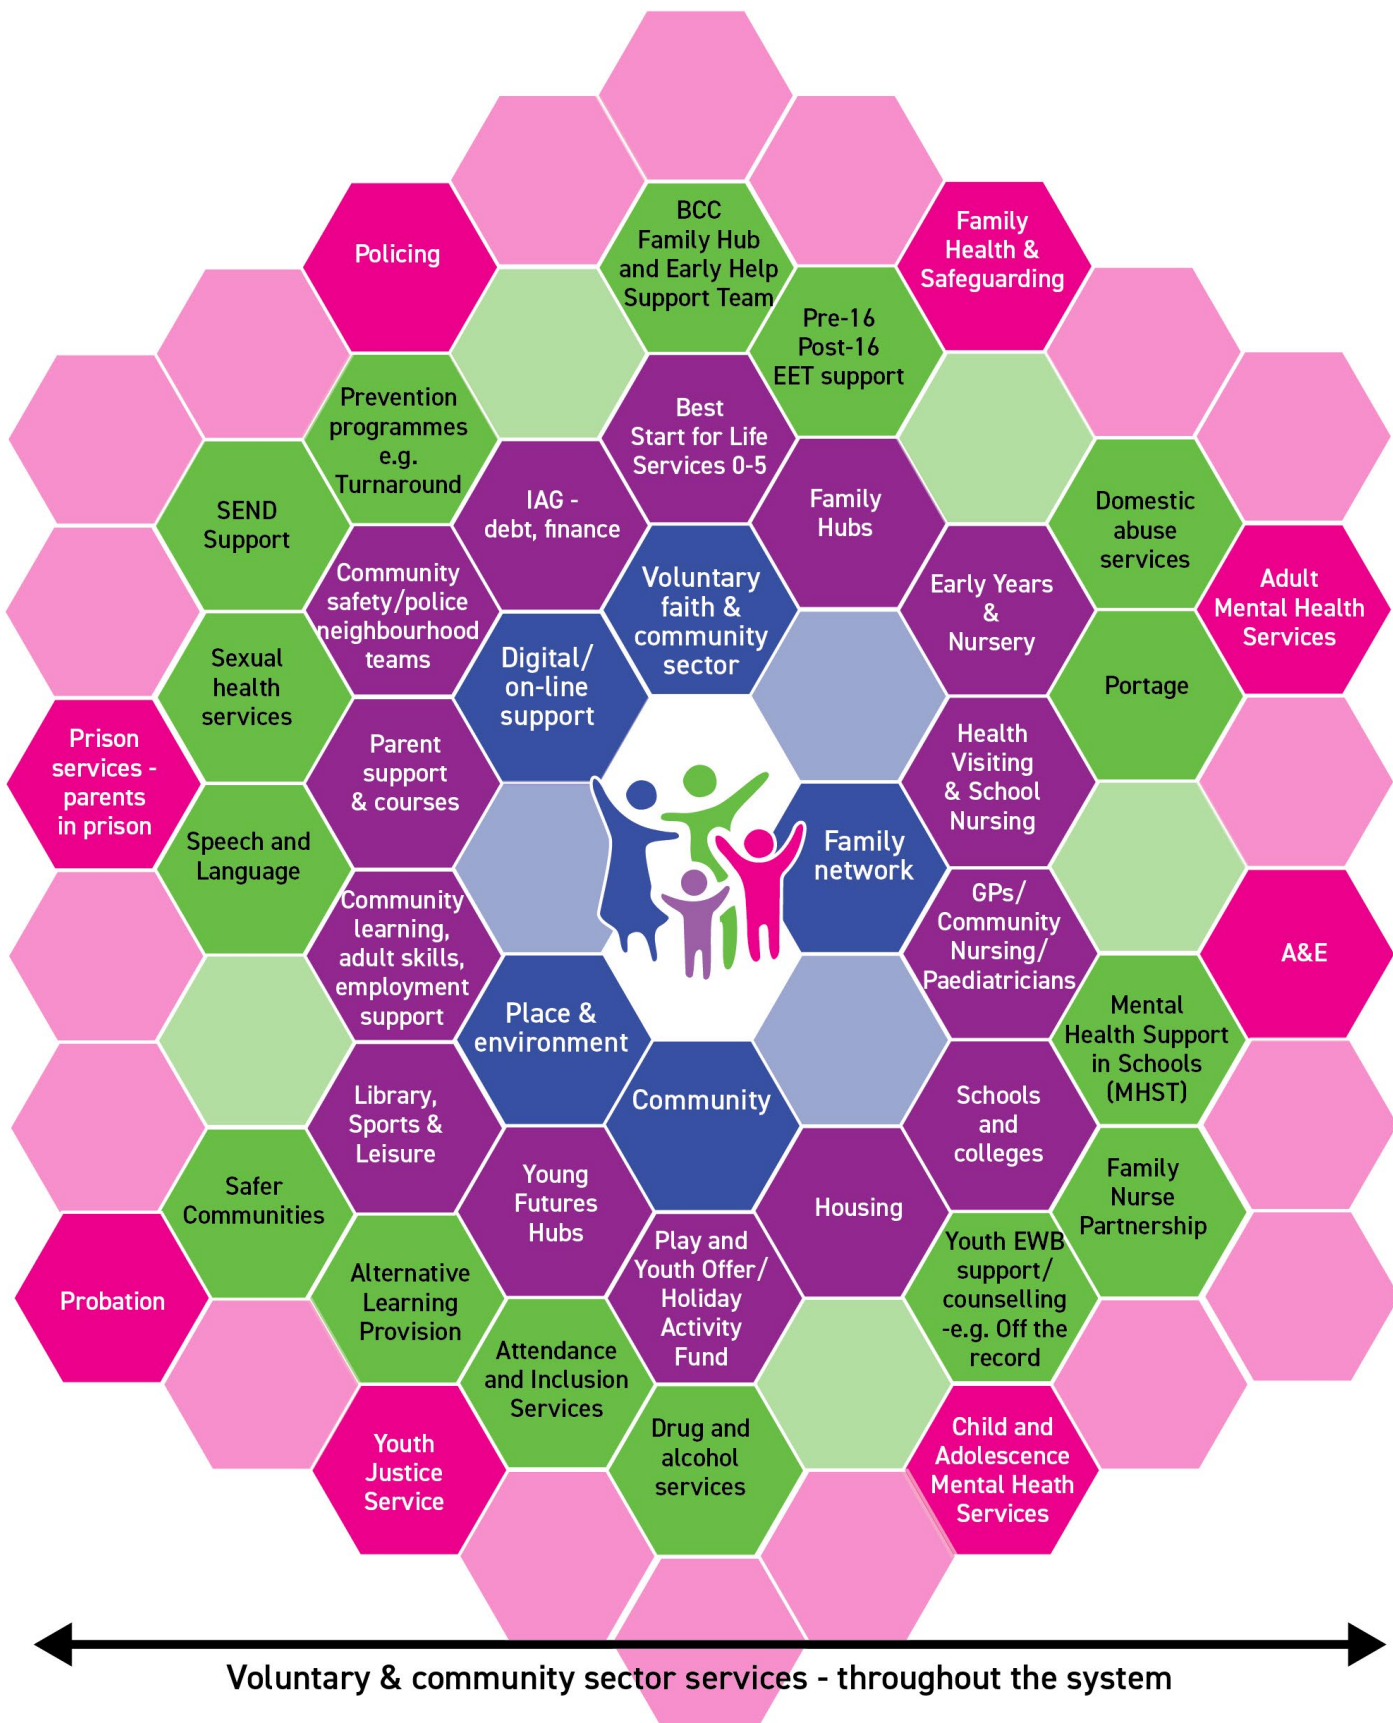 BCC
Family Hub
and Early Help
Support Team
Policing
Family
Health &
Safeguarding
Pre-16
Post-16
EET support
Prevention
programmes
e.g.
Turnaround
Best
Start for Life
Services 0-5
SEND
Support
IAG -
debt, finance
Family
Hubs
Domestic
abuse
services
Community
safety/police
neighbourhood
teams
Voluntary
faith &
community
sector
Early Years
&
Nursery
Adult
Mental Health
Services
Sexual
health
services
Digital/
on-line
support
Portage
Prison
services -
parents
in prison
Parent
support
& courses
Health
Visiting
& School
Nursing
Speech and
Language
Family
network
Community
learning,
adult skills,
employment
support
GPs/
Community
Nursing/
Paediatricians
A&E
Place &
environment
Mental
Health Support
in Schools
(MHST)
Library,
Sports &
Leisure
Community
Schools
and
colleges
Safer
Communities
Young
Futures
Hubs
Housing
Family
Nurse
Partnership
Probation
Alternative
Learning
Provision
Play and
Youth Offer/
Holiday
Activity
Fund
Youth EWB
support/
counselling
-e.g. Off the
record
Attendance
and Inclusion
Services
Youth
Justice
Service
Drug and
alcohol
services
Child and
Adolescence
Mental Heath
Services
Voluntary & community sector services - throughout the system